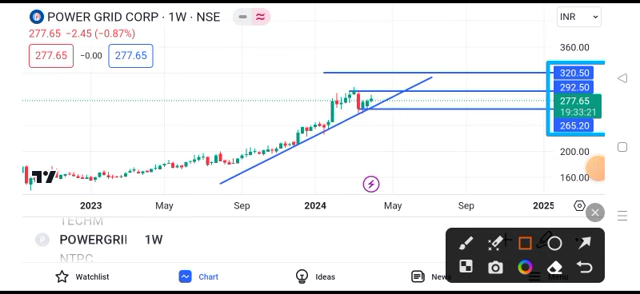 POWER GRID CORP · 1W · NSE
INR
277.65 −2.45 (−0.87%)
277.65 −0.00 277.65
360.00
320.50
292.50
277.65
19:33:21
265.20
200.00
160.00
2023 May Sep 2024 May Sep 2025
TECHM
P POWERGRII 1W
NTPC
Watchlist Chart Ideas News